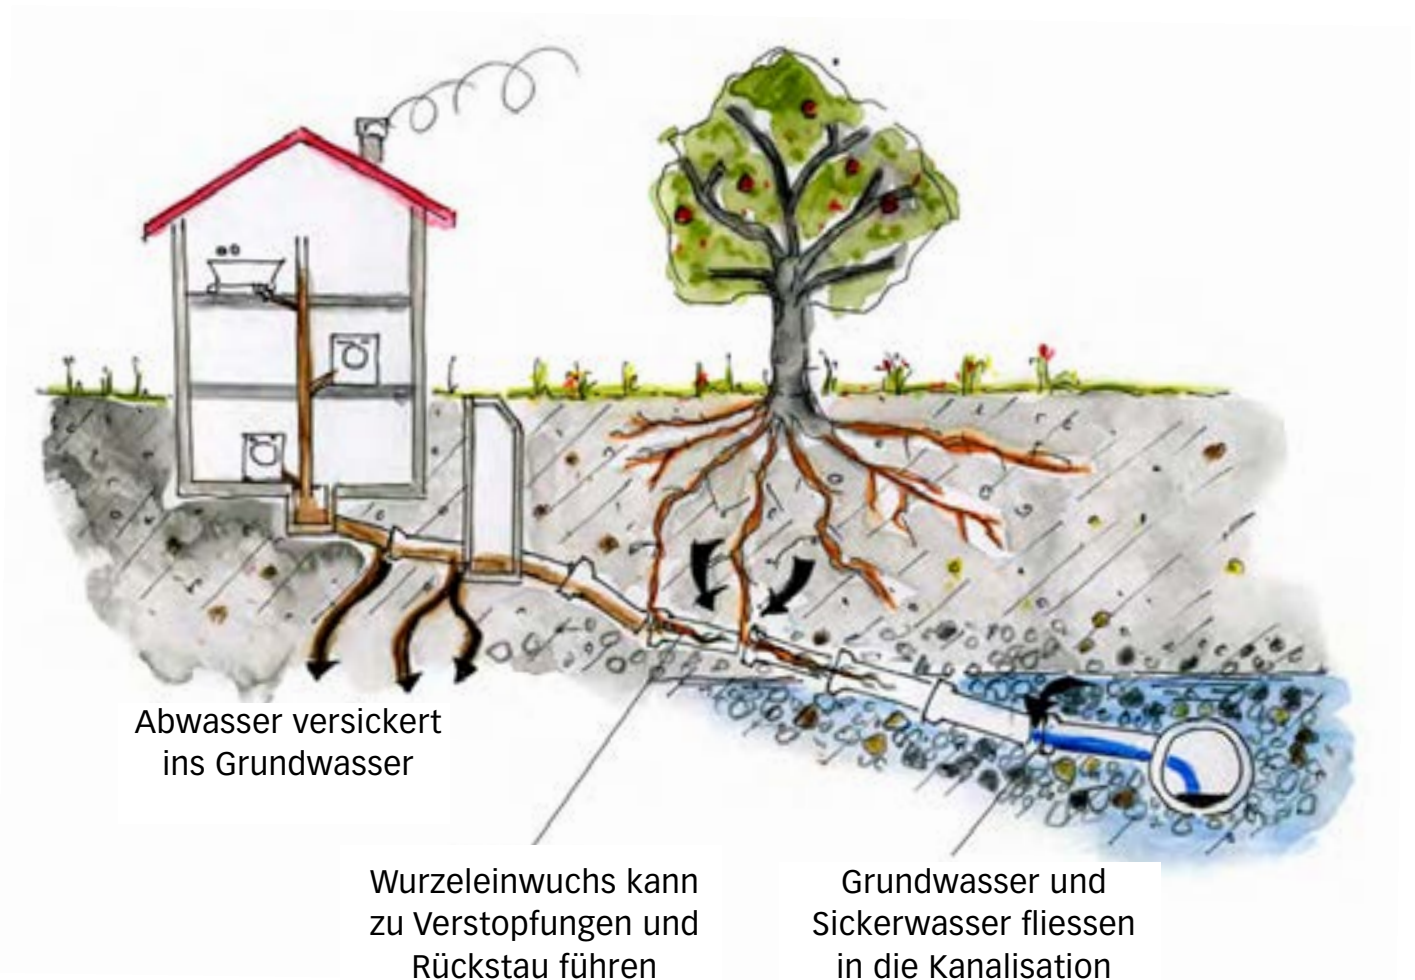 Abwasser versickert
ins Grundwasser
Wurzeleinwuchs kann
zu Verstopfungen und
Rückstau führen
Grundwasser und
Sickerwasser fliessen
in die Kanalisation